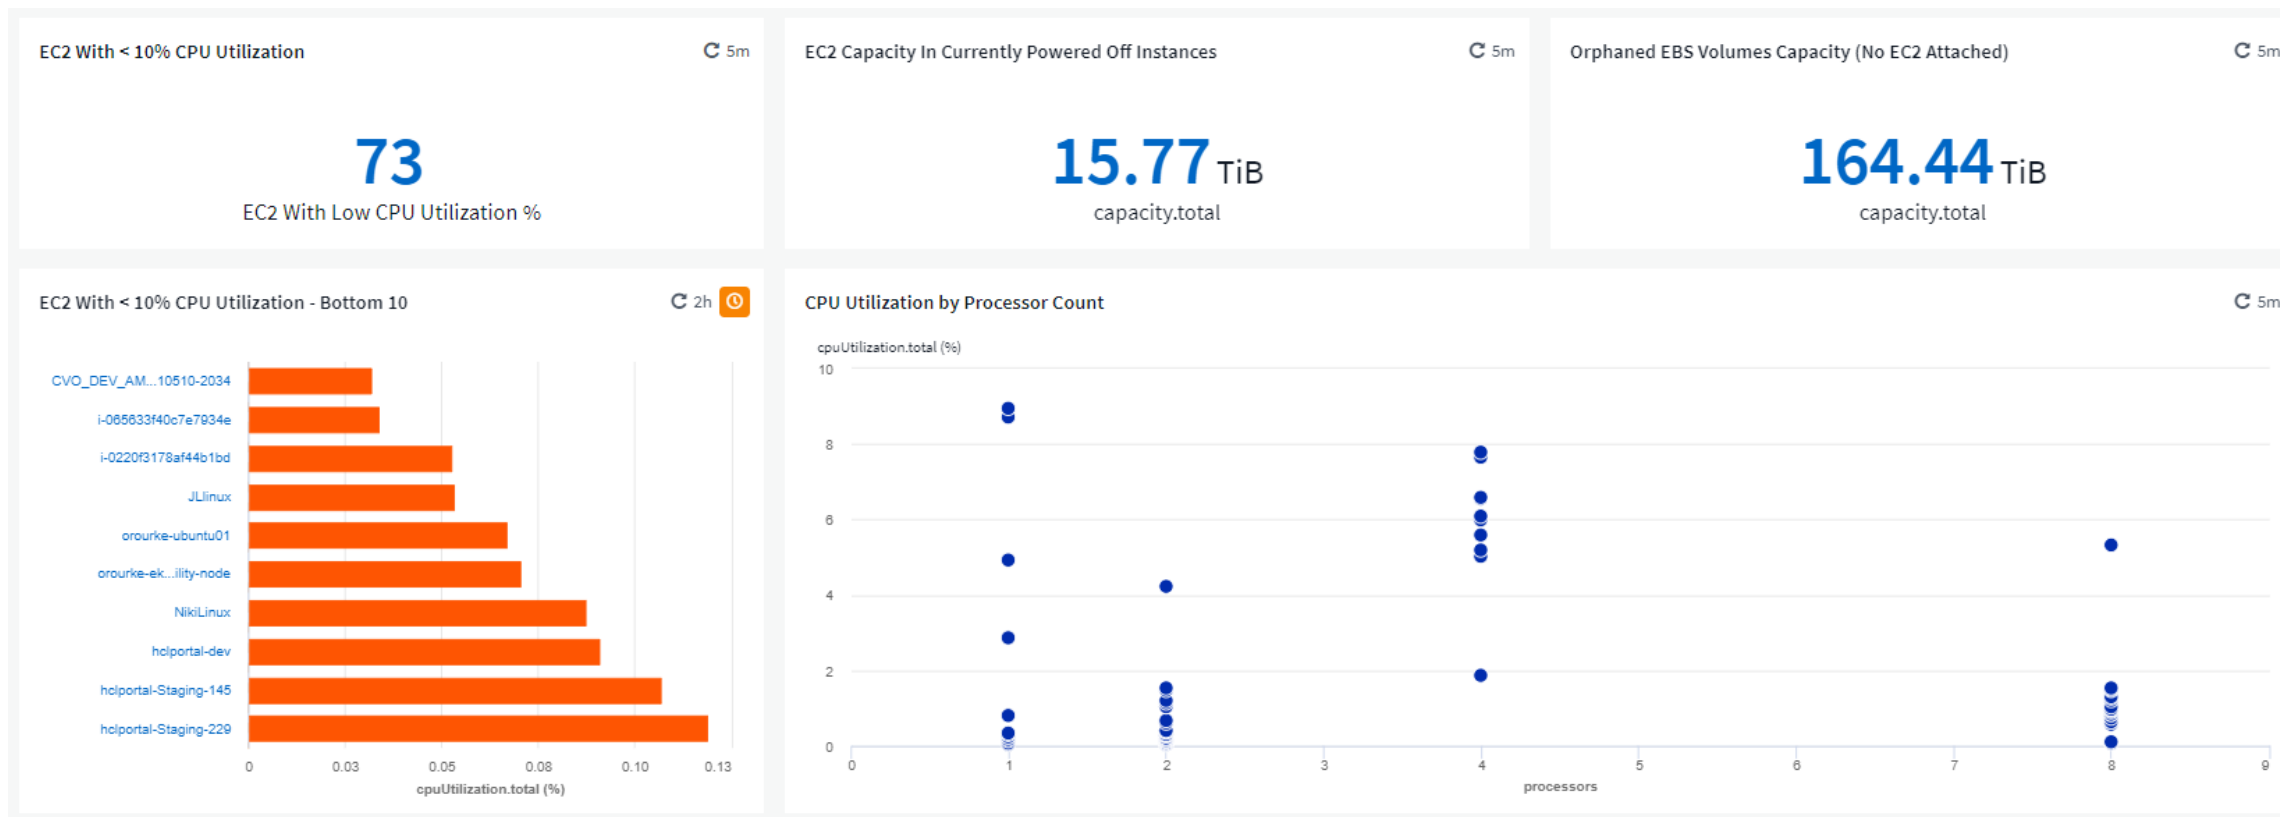 EC2 With < 10% CPU Utilization
5m
73
EC2 With Low CPU Utilization %
EC2 Capacity In Currently Powered Off Instances
5m
15.77 TiB
capacity.total
Orphaned EBS Volumes Capacity (No EC2 Attached)
5m
164.44 TiB
capacity.total
EC2 With < 10% CPU Utilization - Bottom 10
2h
CVO_DEV_AM...10510-2034
i-065633f40c7e7934e
i-0220f3178af44b1bd
JLlinux
orourke-ubuntu01
orourke-ek...ility-node
NikiLinux
hclportal-dev
hclportal-Staging-145
hclportal-Staging-229
0 0.03 0.05 0.08 0.10 0.13
cpuUtilization.total (%)
CPU Utilization by Processor Count
5m
cpuUtilization.total (%)
10
8
6
4
2
0
0 1 2 3 4 5 6 7 8 9
processors